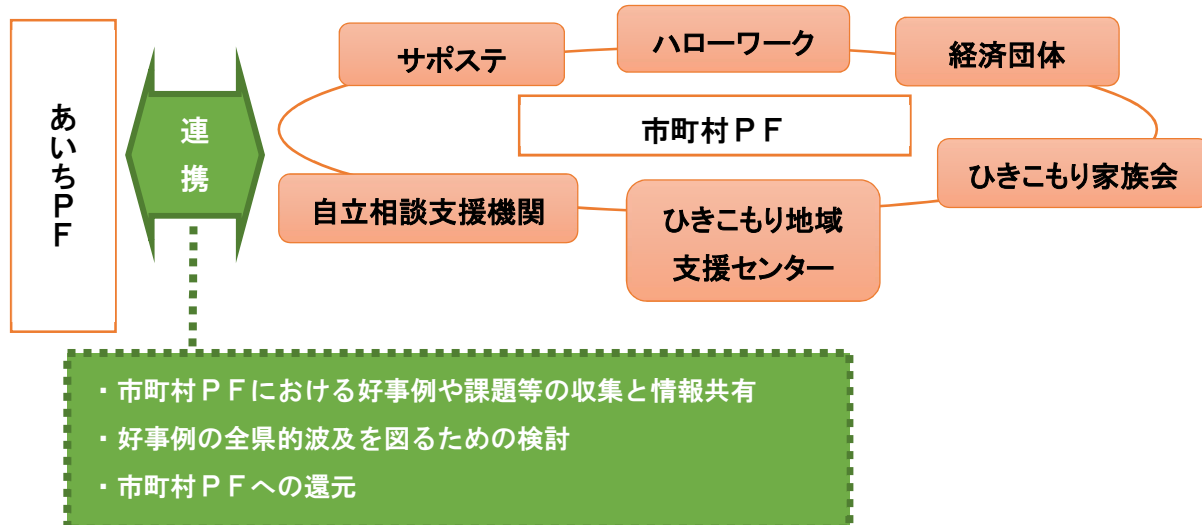 あいちＰＦ
連携
サポステ
ハローワーク
経済団体
市町村ＰＦ
ひきこもり家族会
自立相談支援機関
ひきこもり地域
支援センター
・市町村ＰＦにおける好事例や課題等の収集と情報共有
・好事例の全県的波及を図るための検討
・市町村ＰＦへの還元